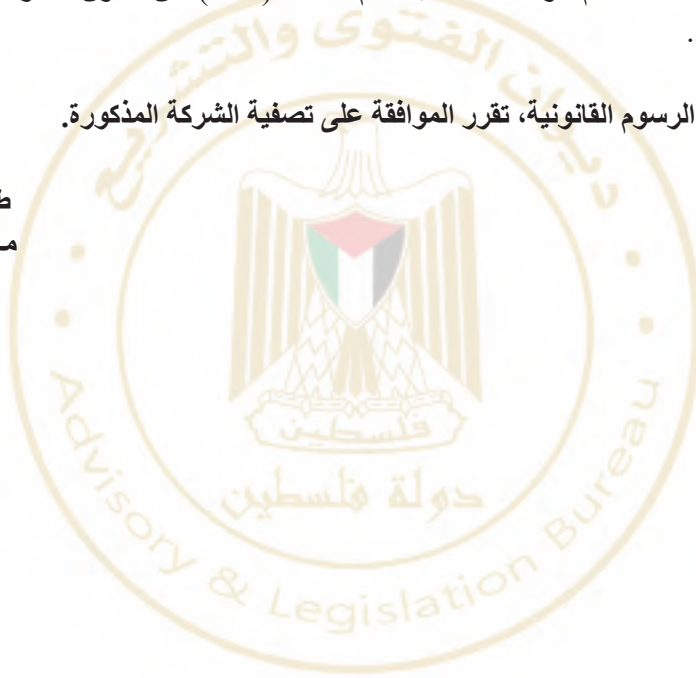 .
الرسوم القانونية، تقرر الموافقة على تصفية الشركة المذكورة.
ديوان الفتوى والتشريع
فلسطين
دولة فلسطين
Advisory & Legislation Bureau